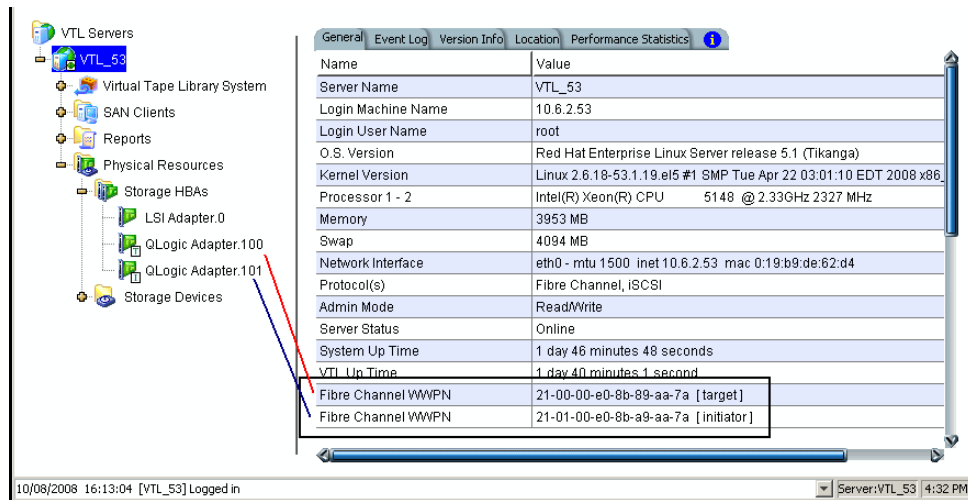 VTL Servers
VTL_53
Virtual Tape Library System
SAN Clients
Reports
Physical Resources
Storage HBAs
LSI Adapter.0
QLogic Adapter.100
QLogic Adapter.101
Storage Devices
General Event Log Version Info Location Performance Statistics
Name Value
Server Name VTL_53
Login Machine Name 10.6.2.53
Login User Name root
O.S. Version Red Hat Enterprise Linux Server release 5.1 (Tikanga)
Kernel Version Linux 2.6.18-53.1.19.el5 #1 SMP Tue Apr 22 03:01:10 EDT 2008 x86_
Processor 1 - 2 Intel(R) Xeon(R) CPU 5148 @ 2.33GHz 2327 MHz
Memory 3953 MB
Swap 4094 MB
Network Interface eth0 - mtu 1500 inet 10.6.2.53 mac 0:19:b9:de:62:d4
Protocol(s) Fibre Channel, iSCSI
Admin Mode Read/Write
Server Status Online
System Up Time 1 day 46 minutes 48 seconds
VTL Up Time 1 day 40 minutes 1 second
Fibre Channel WWPN 21-00-00-e0-8b-89-aa-7a [target]
Fibre Channel WWPN 21-01-00-e0-8b-a9-aa-7a [initiator]
10/08/2008 16:13:04 [VTL_53] Logged in
Server:VTL_53 4:32 PM